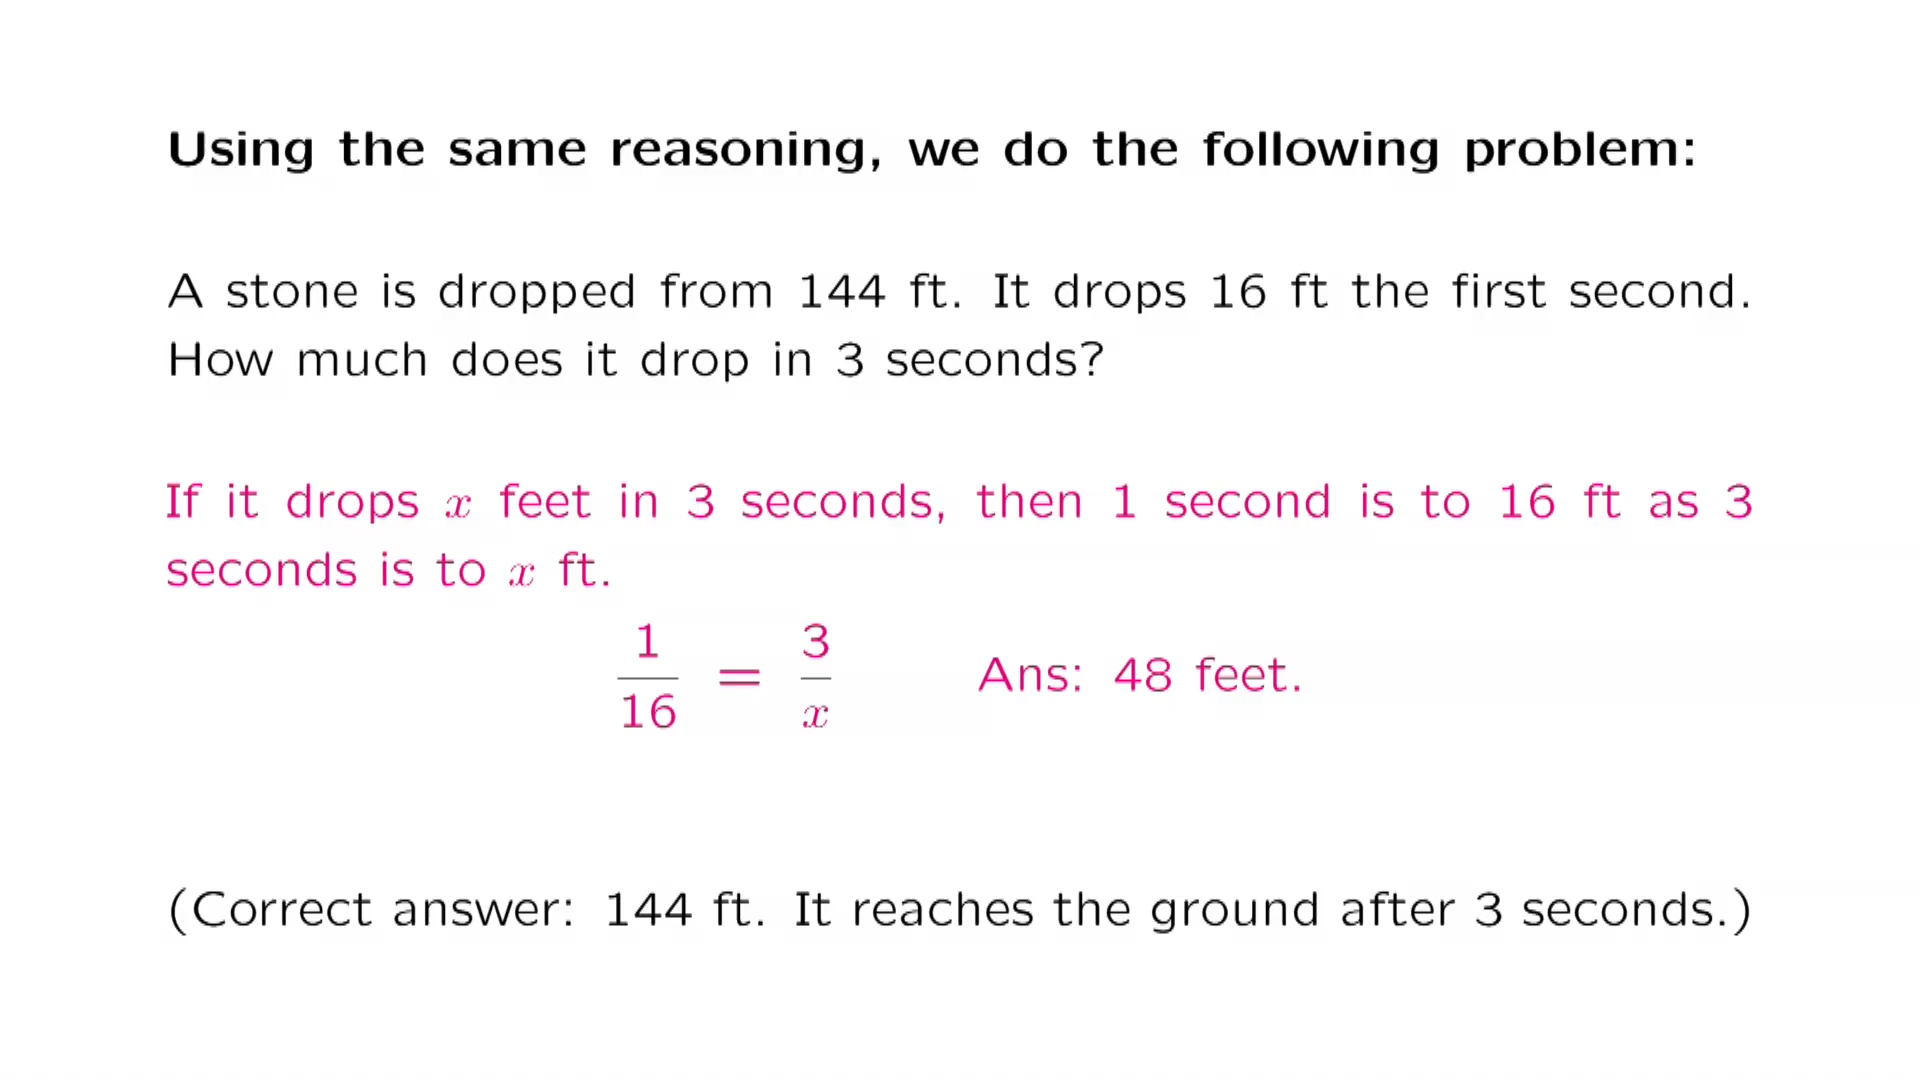 Using the same reasoning, we do the following problem:
A stone is dropped from 144 ft. It drops 16 ft the first second.
How much does it drop in 3 seconds?
If it drops x feet in 3 seconds, then 1 second is to 16 ft as 3
seconds is to x ft.
1/16 = 3/x Ans: 48 feet.
(Correct answer: 144 ft. It reaches the ground after 3 seconds.)